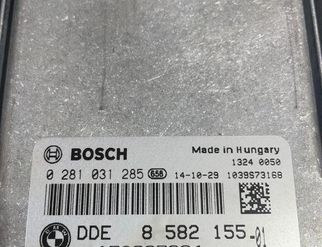 BOSCH
Made in Hungary
1324 0050
0 281 031 285 656 14-10-29 1039S73168
DDE 8 582 155-01